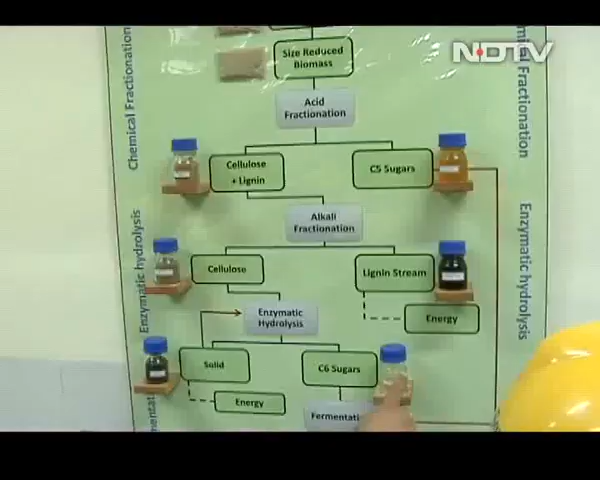 NDTV
Chemical Fractionation
Size Reduced
Biomass
Acid
Fractionation
Cellulose
+ Lignin
C5 Sugars
Fractionation
Alkali
Fractionation
Enzymatic hydrolysis
Enzymatic hydrolysis
Cellulose
Lignin Stream
Energy
Enzymatic
Hydrolysis
Solid
C6 Sugars
Energy